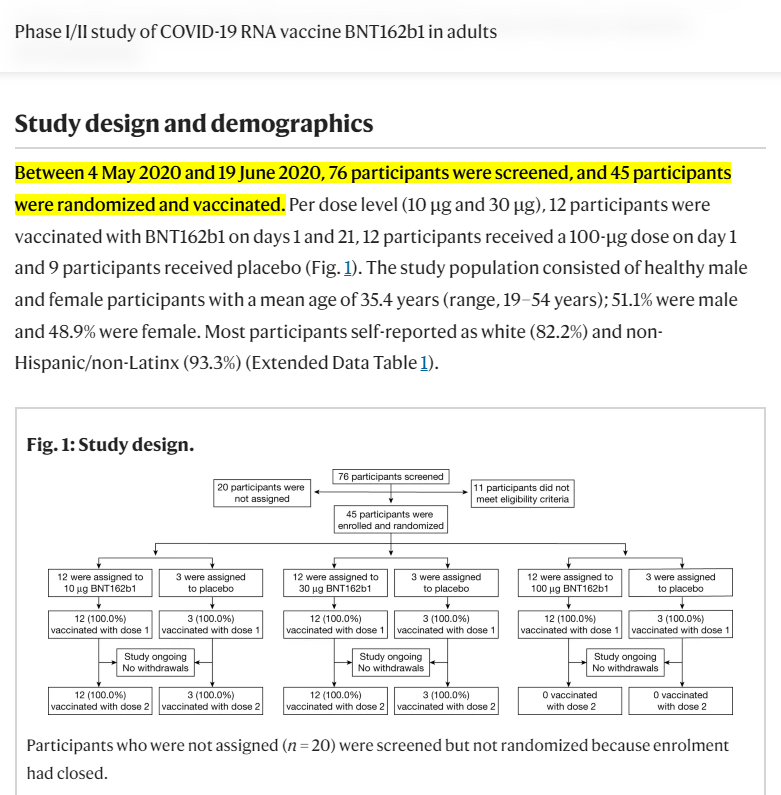 Phase I/II study of COVID-19 RNA vaccine BNT162b1 in adults
Study design and demographics
Between 4 May 2020 and 19 June 2020, 76 participants were screened, and 45 participants
were randomized and vaccinated. Per dose level (10 μg and 30 μg), 12 participants were
vaccinated with BNT162b1 on days 1 and 21, 12 participants received a 100-μg dose on day 1
and 9 participants received placebo (Fig. 1). The study population consisted of healthy male
and female participants with a mean age of 35.4 years (range, 19–54 years); 51.1% were male
and 48.9% were female. Most participants self-reported as white (82.2%) and non-
Hispanic/non-Latinx (93.3%) (Extended Data Table 1).
Fig. 1: Study design.
76 participants screened
20 participants were
not assigned
11 participants did not
meet eligibility criteria
45 participants were
enrolled and randomized
12 were assigned to
10 μg BNT162b1
3 were assigned
to placebo
12 were assigned to
30 μg BNT162b1
3 were assigned
to placebo
12 were assigned to
100 μg BNT162b1
3 were assigned
to placebo
12 (100.0%)
vaccinated with dose 1
3 (100.0%)
vaccinated with dose 1
12 (100.0%)
vaccinated with dose 1
3 (100.0%)
vaccinated with dose 1
12 (100.0%)
vaccinated with dose 1
3 (100.0%)
vaccinated with dose 1
Study ongoing
No withdrawals
Study ongoing
No withdrawals
Study ongoing
No withdrawals
12 (100.0%)
vaccinated with dose 2
3 (100.0%)
vaccinated with dose 2
12 (100.0%)
vaccinated with dose 2
3 (100.0%)
vaccinated with dose 2
0 vaccinated
with dose 2
0 vaccinated
with dose 2
Participants who were not assigned (n = 20) were screened but not randomized because enrolment
had closed.